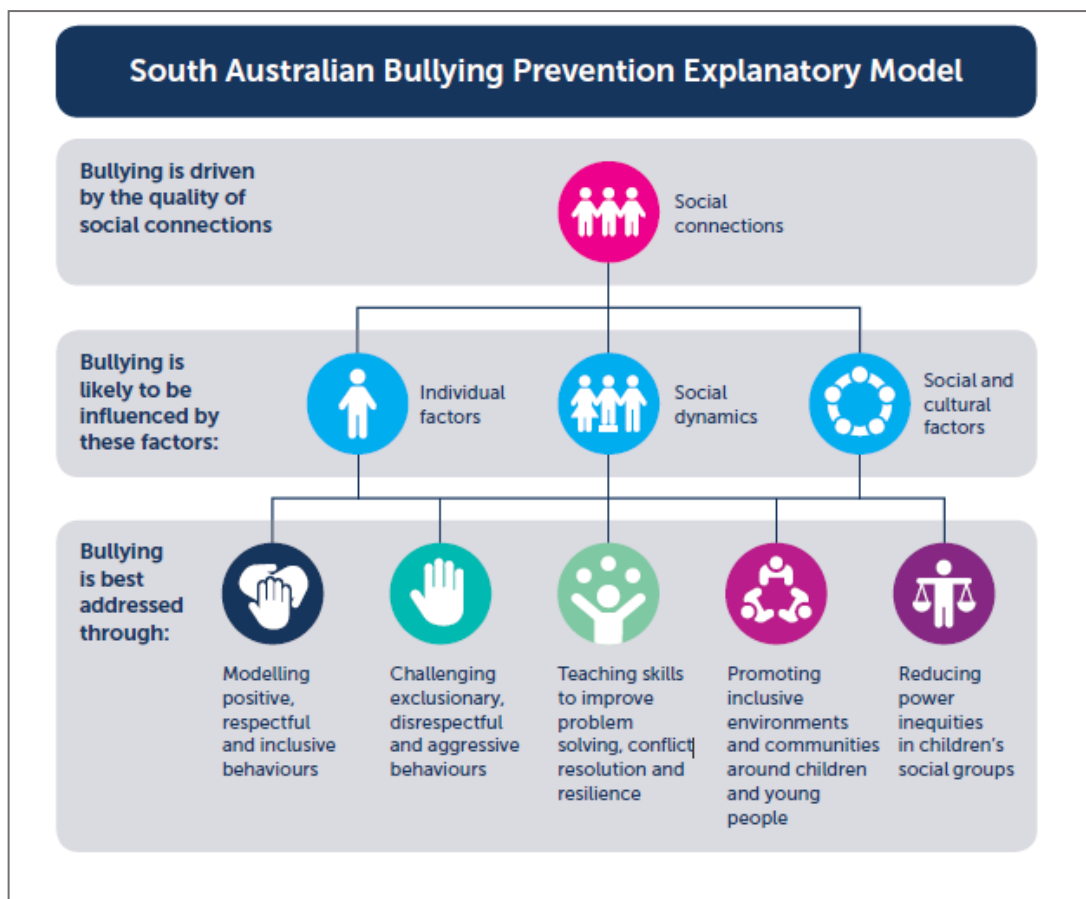 South Australian Bullying Prevention Explanatory Model
Bullying is driven
by the quality of
social connections
Social
connections
Bullying is
likely to be
influenced by
these factors:
Individual
factors
Social
dynamics
Social and
cultural
factors
Bullying
is best
addressed
through:
Modelling
positive,
respectful
and inclusive
behaviours
Challenging
exclusionary,
disrespectful
and aggressive
behaviours
Teaching skills
to improve
problem
solving, conflict
resolution and
resilience
Promoting
inclusive
environments
and communities
around children
and young
people
Reducing
power
inequities
in children's
social groups